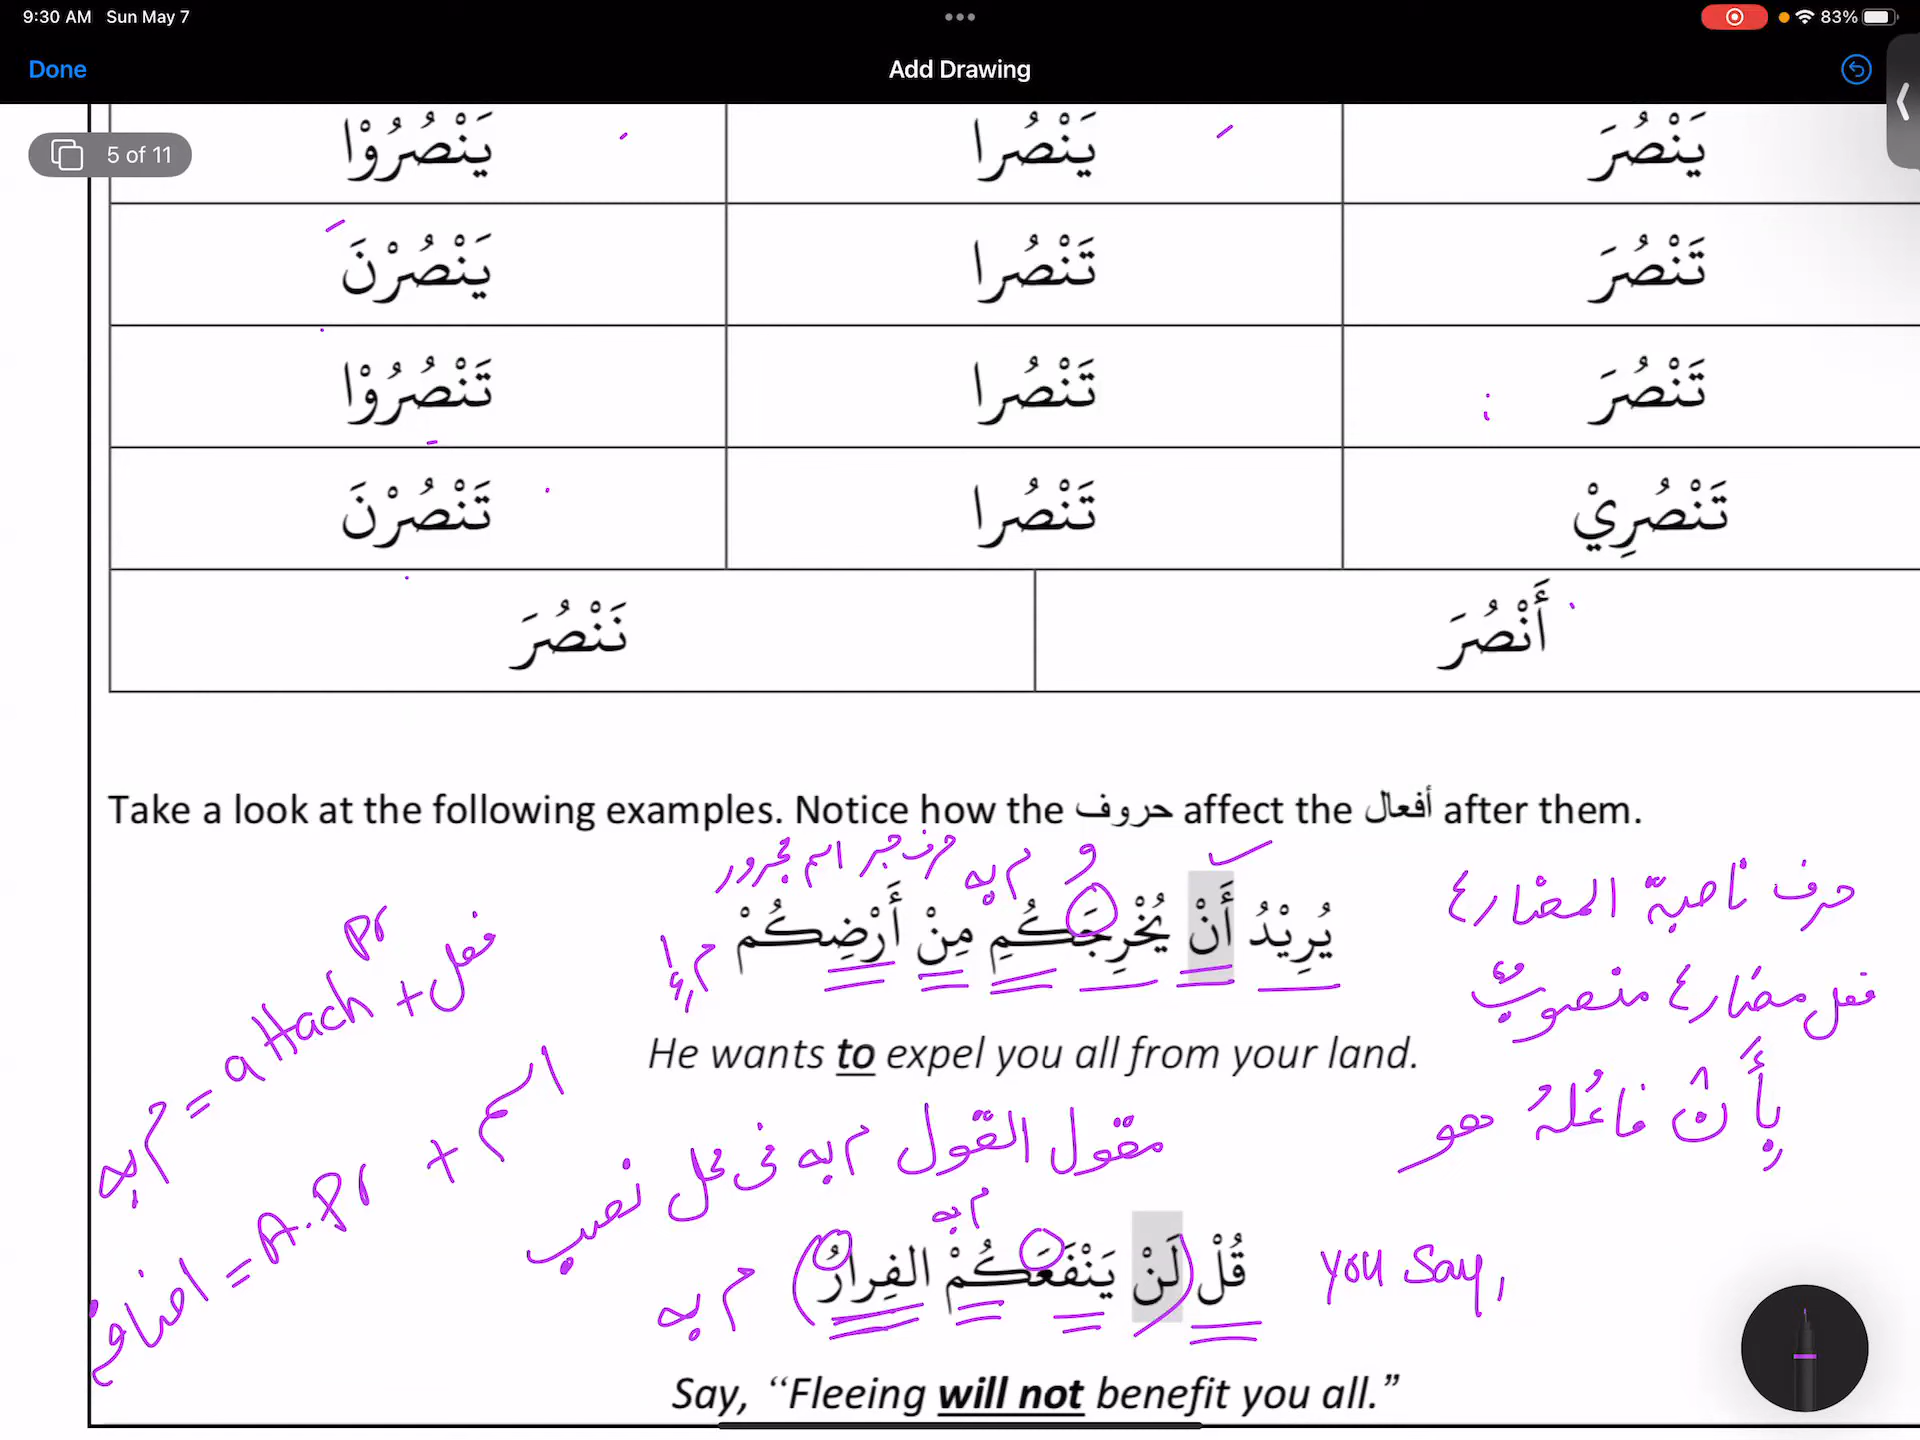 9:30 AM Sun May 7 83%
Done Add Drawing
5 of 11
يَنْصُرَ يَنْصُرا يَنْصُرُوْا
تَنْصُرَ تَنْصُرا يَنْصُرْنَ
تَنْصُرَ تَنْصُرا تَنْصُرُوْا
تَنْصُرِيْ تَنْصُرا تَنْصُرْنَ
أَنْصُرَ نَنْصُرَ
Take a look at the following examples. Notice how the حروف affect the أفعال after them.
و م به حرف جر اسم مجرور
حرف ناصبة المضارع
يُرِيْدُ أَنْ يُخْرِجَكُمِ مِنْ أَرْضِكُمْ
م إ
فعل مضارع منصوب
He wants to expel you all from your land.
بأن فاعله هو
فعل + Pr attach = م به
اسم + A.Pr = اضافة
مقول القول م به فى محل نصب
م به
قُلْ (لَنْ يَنْفَعَكُمْ الفِرارُ) م به
you say,
Say, “Fleeing will not benefit you all.”